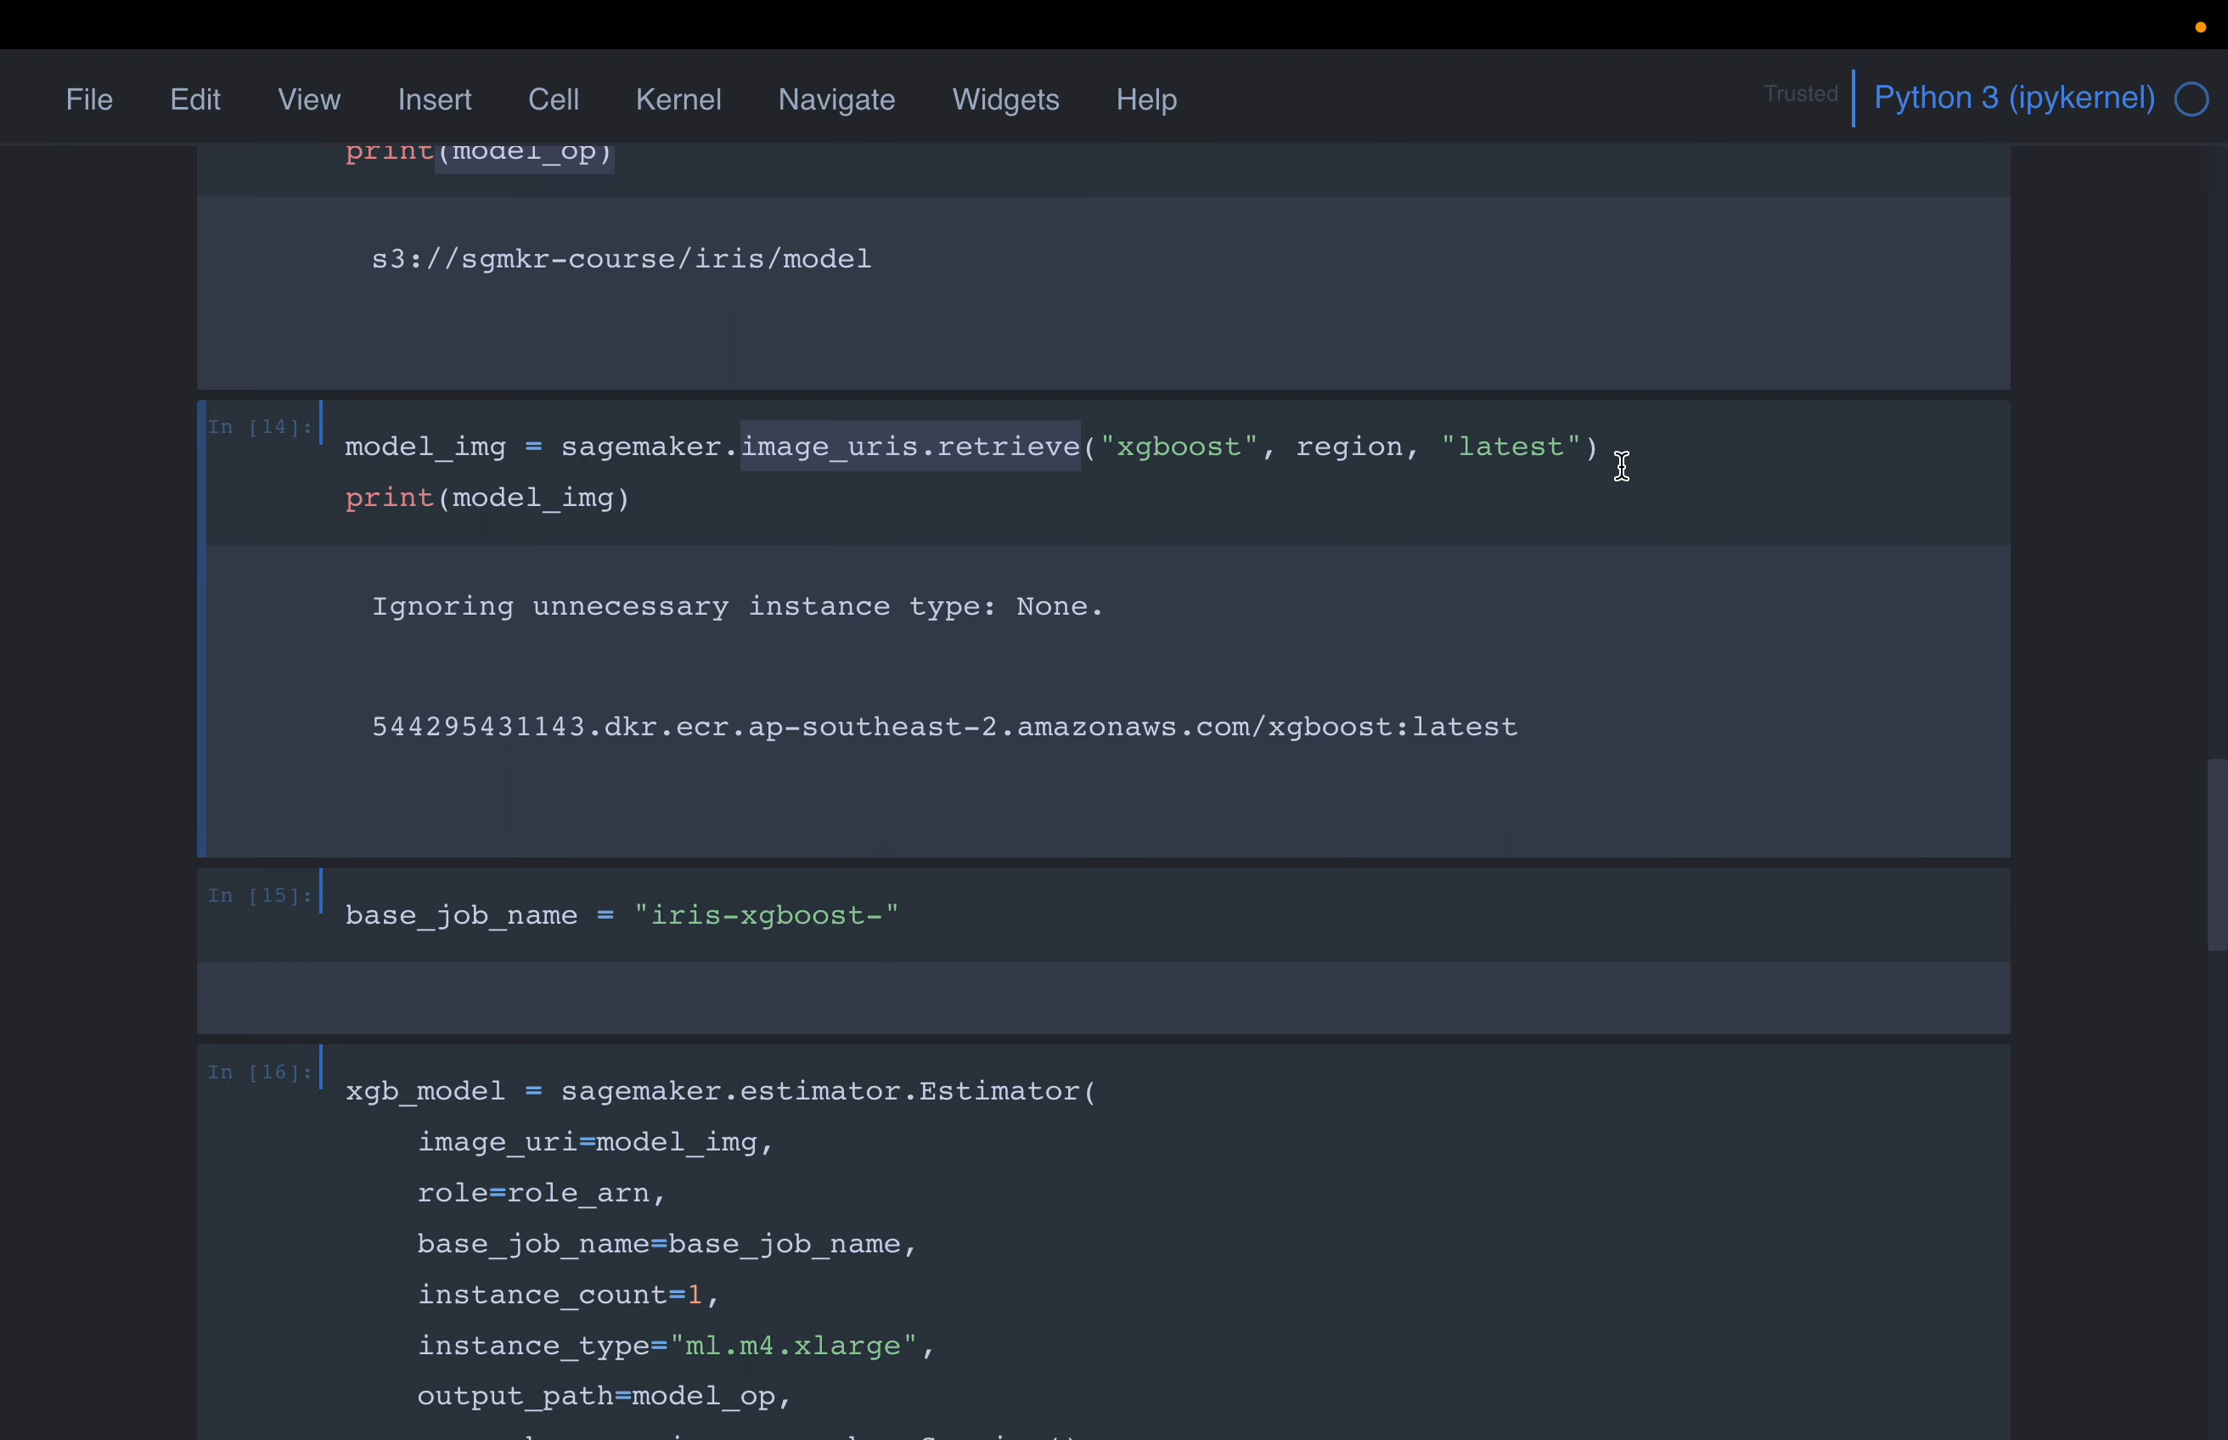 File Edit View Insert Cell Kernel Navigate Widgets Help Trusted Python 3 (ipykernel)
print(model_op)
s3://sgmkr-course/iris/model
In [14]:
model_img = sagemaker.image_uris.retrieve("xgboost", region, "latest")
print(model_img)
Ignoring unnecessary instance type: None.
544295431143.dkr.ecr.ap-southeast-2.amazonaws.com/xgboost:latest
In [15]:
base_job_name = "iris-xgboost-"
In [16]:
xgb_model = sagemaker.estimator.Estimator(
image_uri=model_img,
role=role_arn,
base_job_name=base_job_name,
instance_count=1,
instance_type="ml.m4.xlarge",
output_path=model_op,